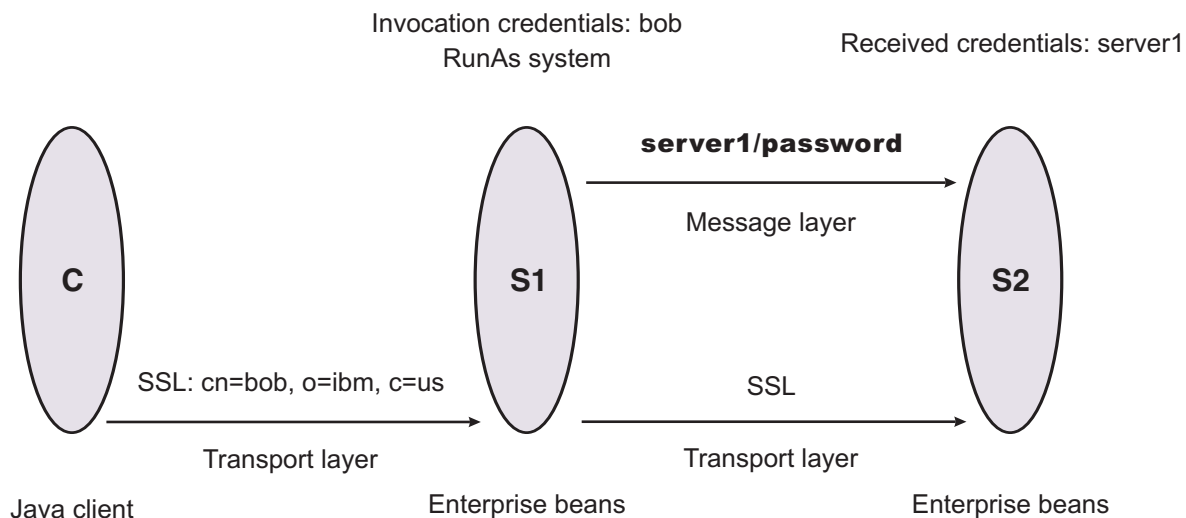 Invocation credentials: bob
RunAs system
Received credentials: server1
server1/password
Message layer
C
S1
S2
SSL: cn=bob, o=ibm, c=us
SSL
Transport layer
Transport layer
Java client
Enterprise beans
Enterprise beans